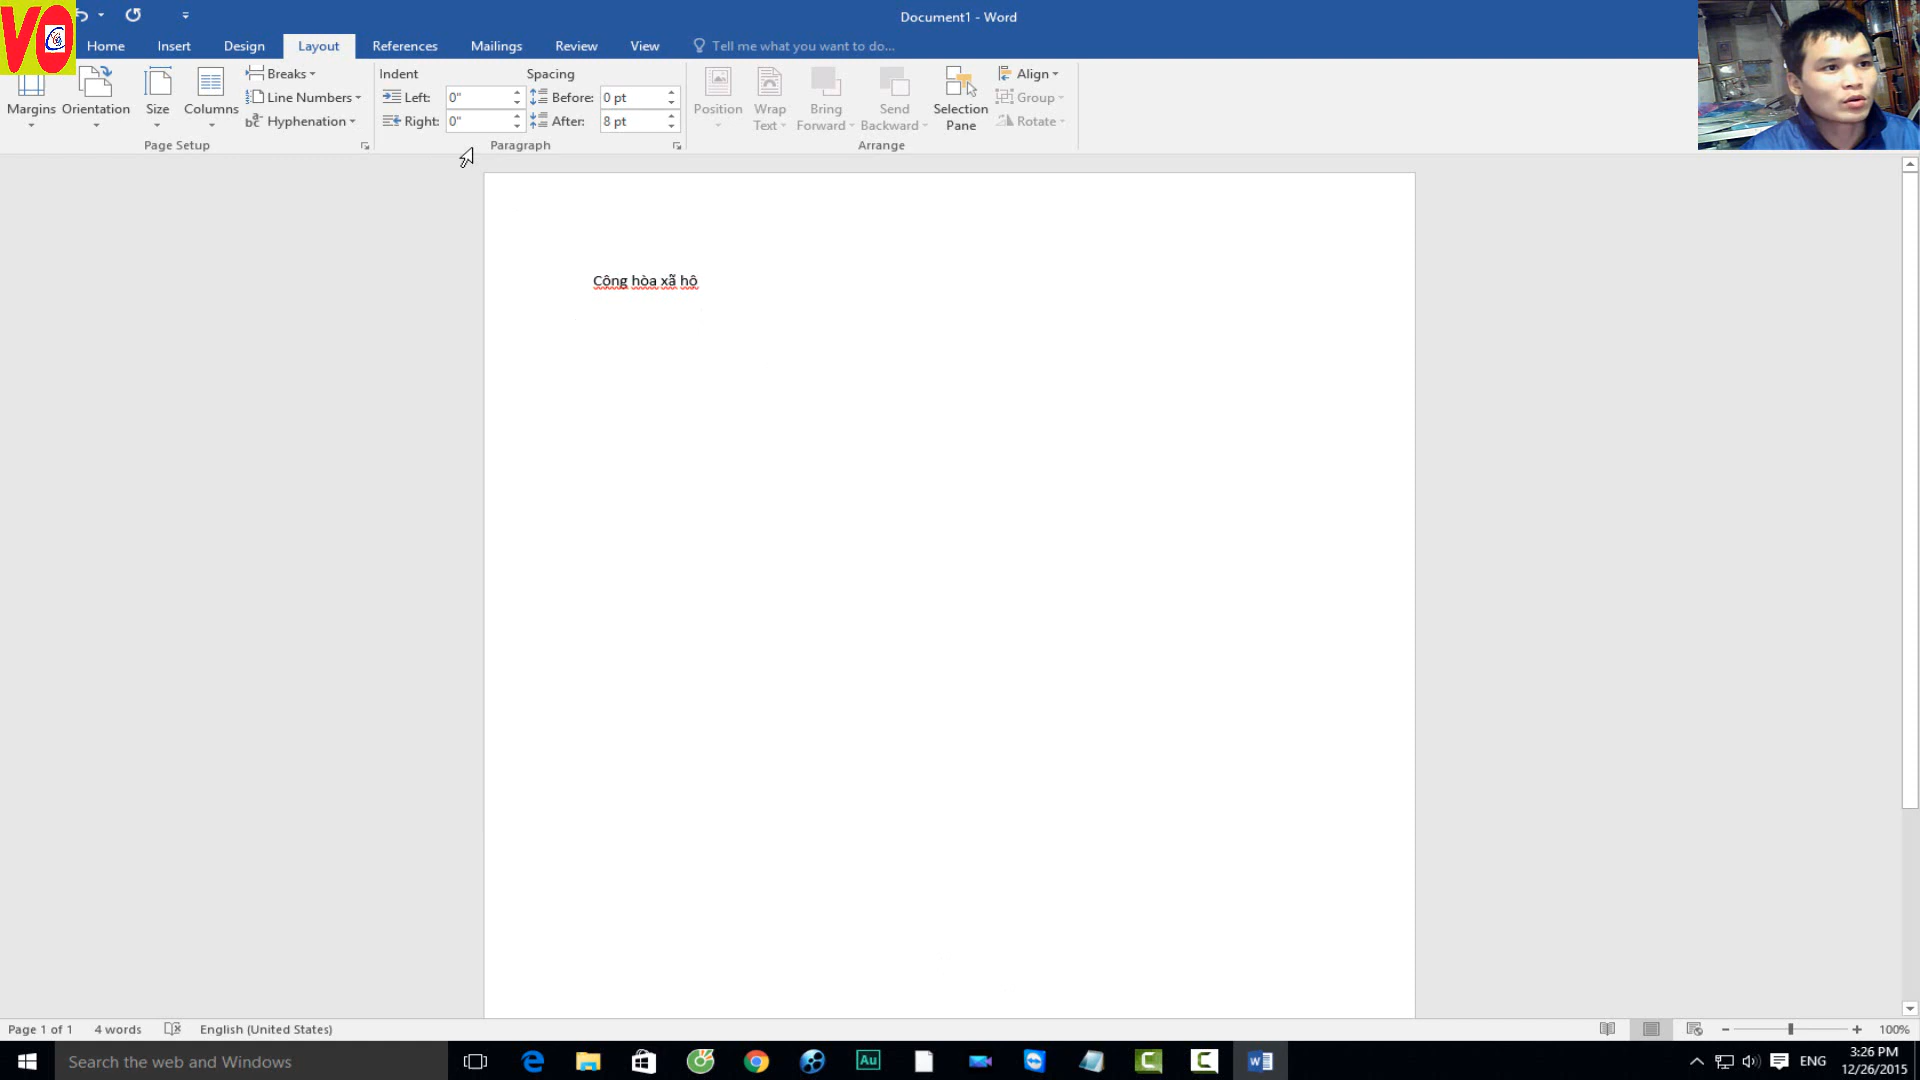 VO
Document1 - Word
Home Insert Design Layout References Mailings Review View Tell me what you want to do...
Margins Orientation Size Columns Breaks Line Numbers Hyphenation
Page Setup
Indent Spacing
Left: 0" Before: 0 pt
Right: 0" After: 8 pt
Paragraph
Position Wrap Text Bring Forward Send Backward Selection Pane Align Group Rotate
Arrange
Công hòa xã hô
Page 1 of 1 4 words English (United States) 100%
Search the web and Windows
Au
ENG
3:26 PM
12/26/2015